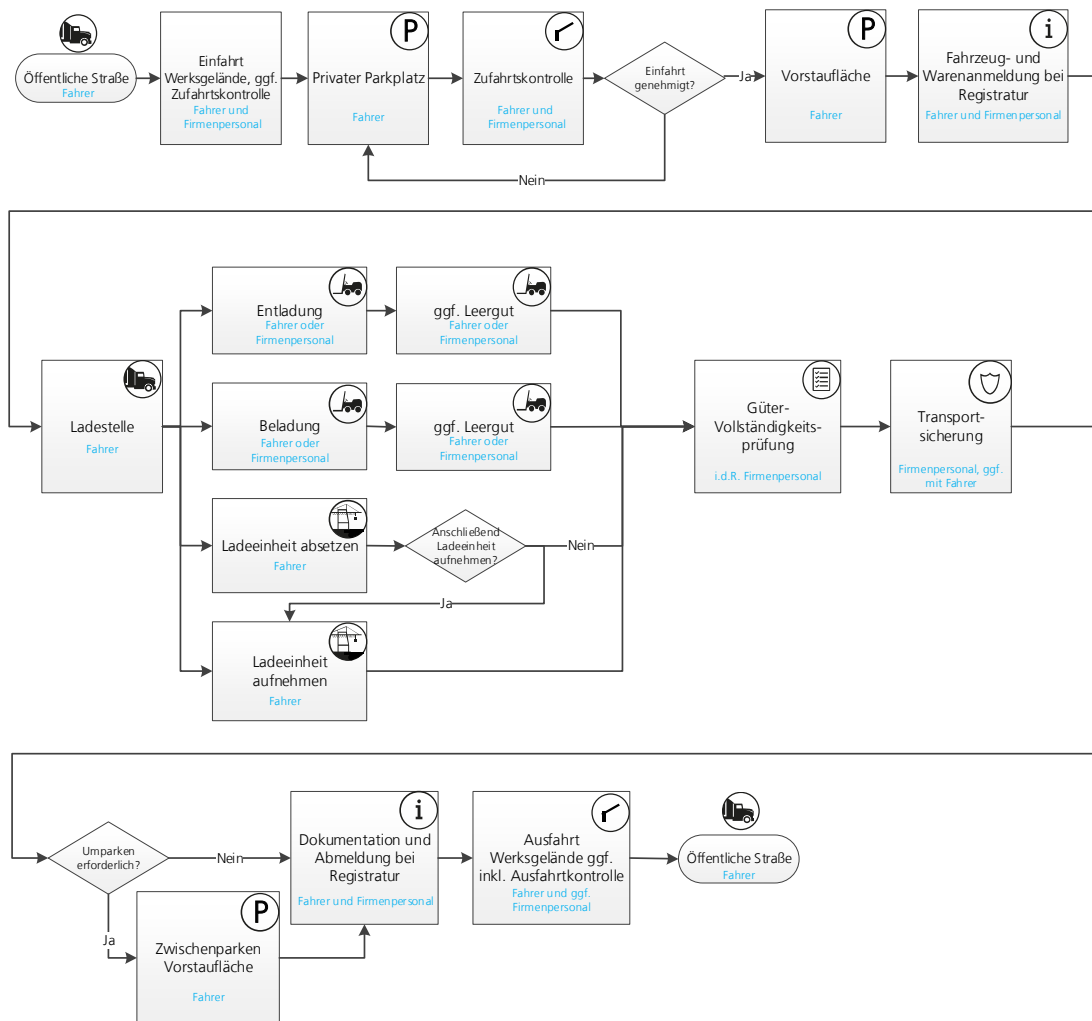 Öffentliche Straße
Fahrer
Einfahrt
Werksgelände, ggf.
Zufahrtskontrolle
Fahrer und
Firmenpersonal
P
Privater Parkplatz
Fahrer
Zufahrtskontrolle
Fahrer und
Firmenpersonal
Einfahrt
genehmigt?
Ja
Nein
P
Vorstaufläche
Fahrer
i
Fahrzeug- und
Warenanmeldung bei
Registratur
Fahrer und Firmenpersonal
Ladestelle
Fahrer
Entladung
Fahrer oder
Firmenpersonal
ggf. Leergut
Fahrer oder
Firmenpersonal
Beladung
Fahrer oder
Firmenpersonal
ggf. Leergut
Fahrer oder
Firmenpersonal
Ladeeinheit absetzen
Fahrer
Anschließend
Ladeeinheit
aufnehmen?
Nein
Ja
Ladeeinheit
aufnehmen
Fahrer
Güter-
Vollständigkeits-
prüfung
i.d.R. Firmenpersonal
Transport-
sicherung
Firmenpersonal, ggf.
mit Fahrer
Umparken
erforderlich?
Nein
Ja
P
Zwischenparken
Vorstaufläche
Fahrer
i
Dokumentation und
Abmeldung bei
Registratur
Fahrer und Firmenpersonal
Ausfahrt
Werksgelände ggf.
inkl. Ausfahrtkontrolle
Fahrer und ggf.
Firmenpersonal
Öffentliche Straße
Fahrer